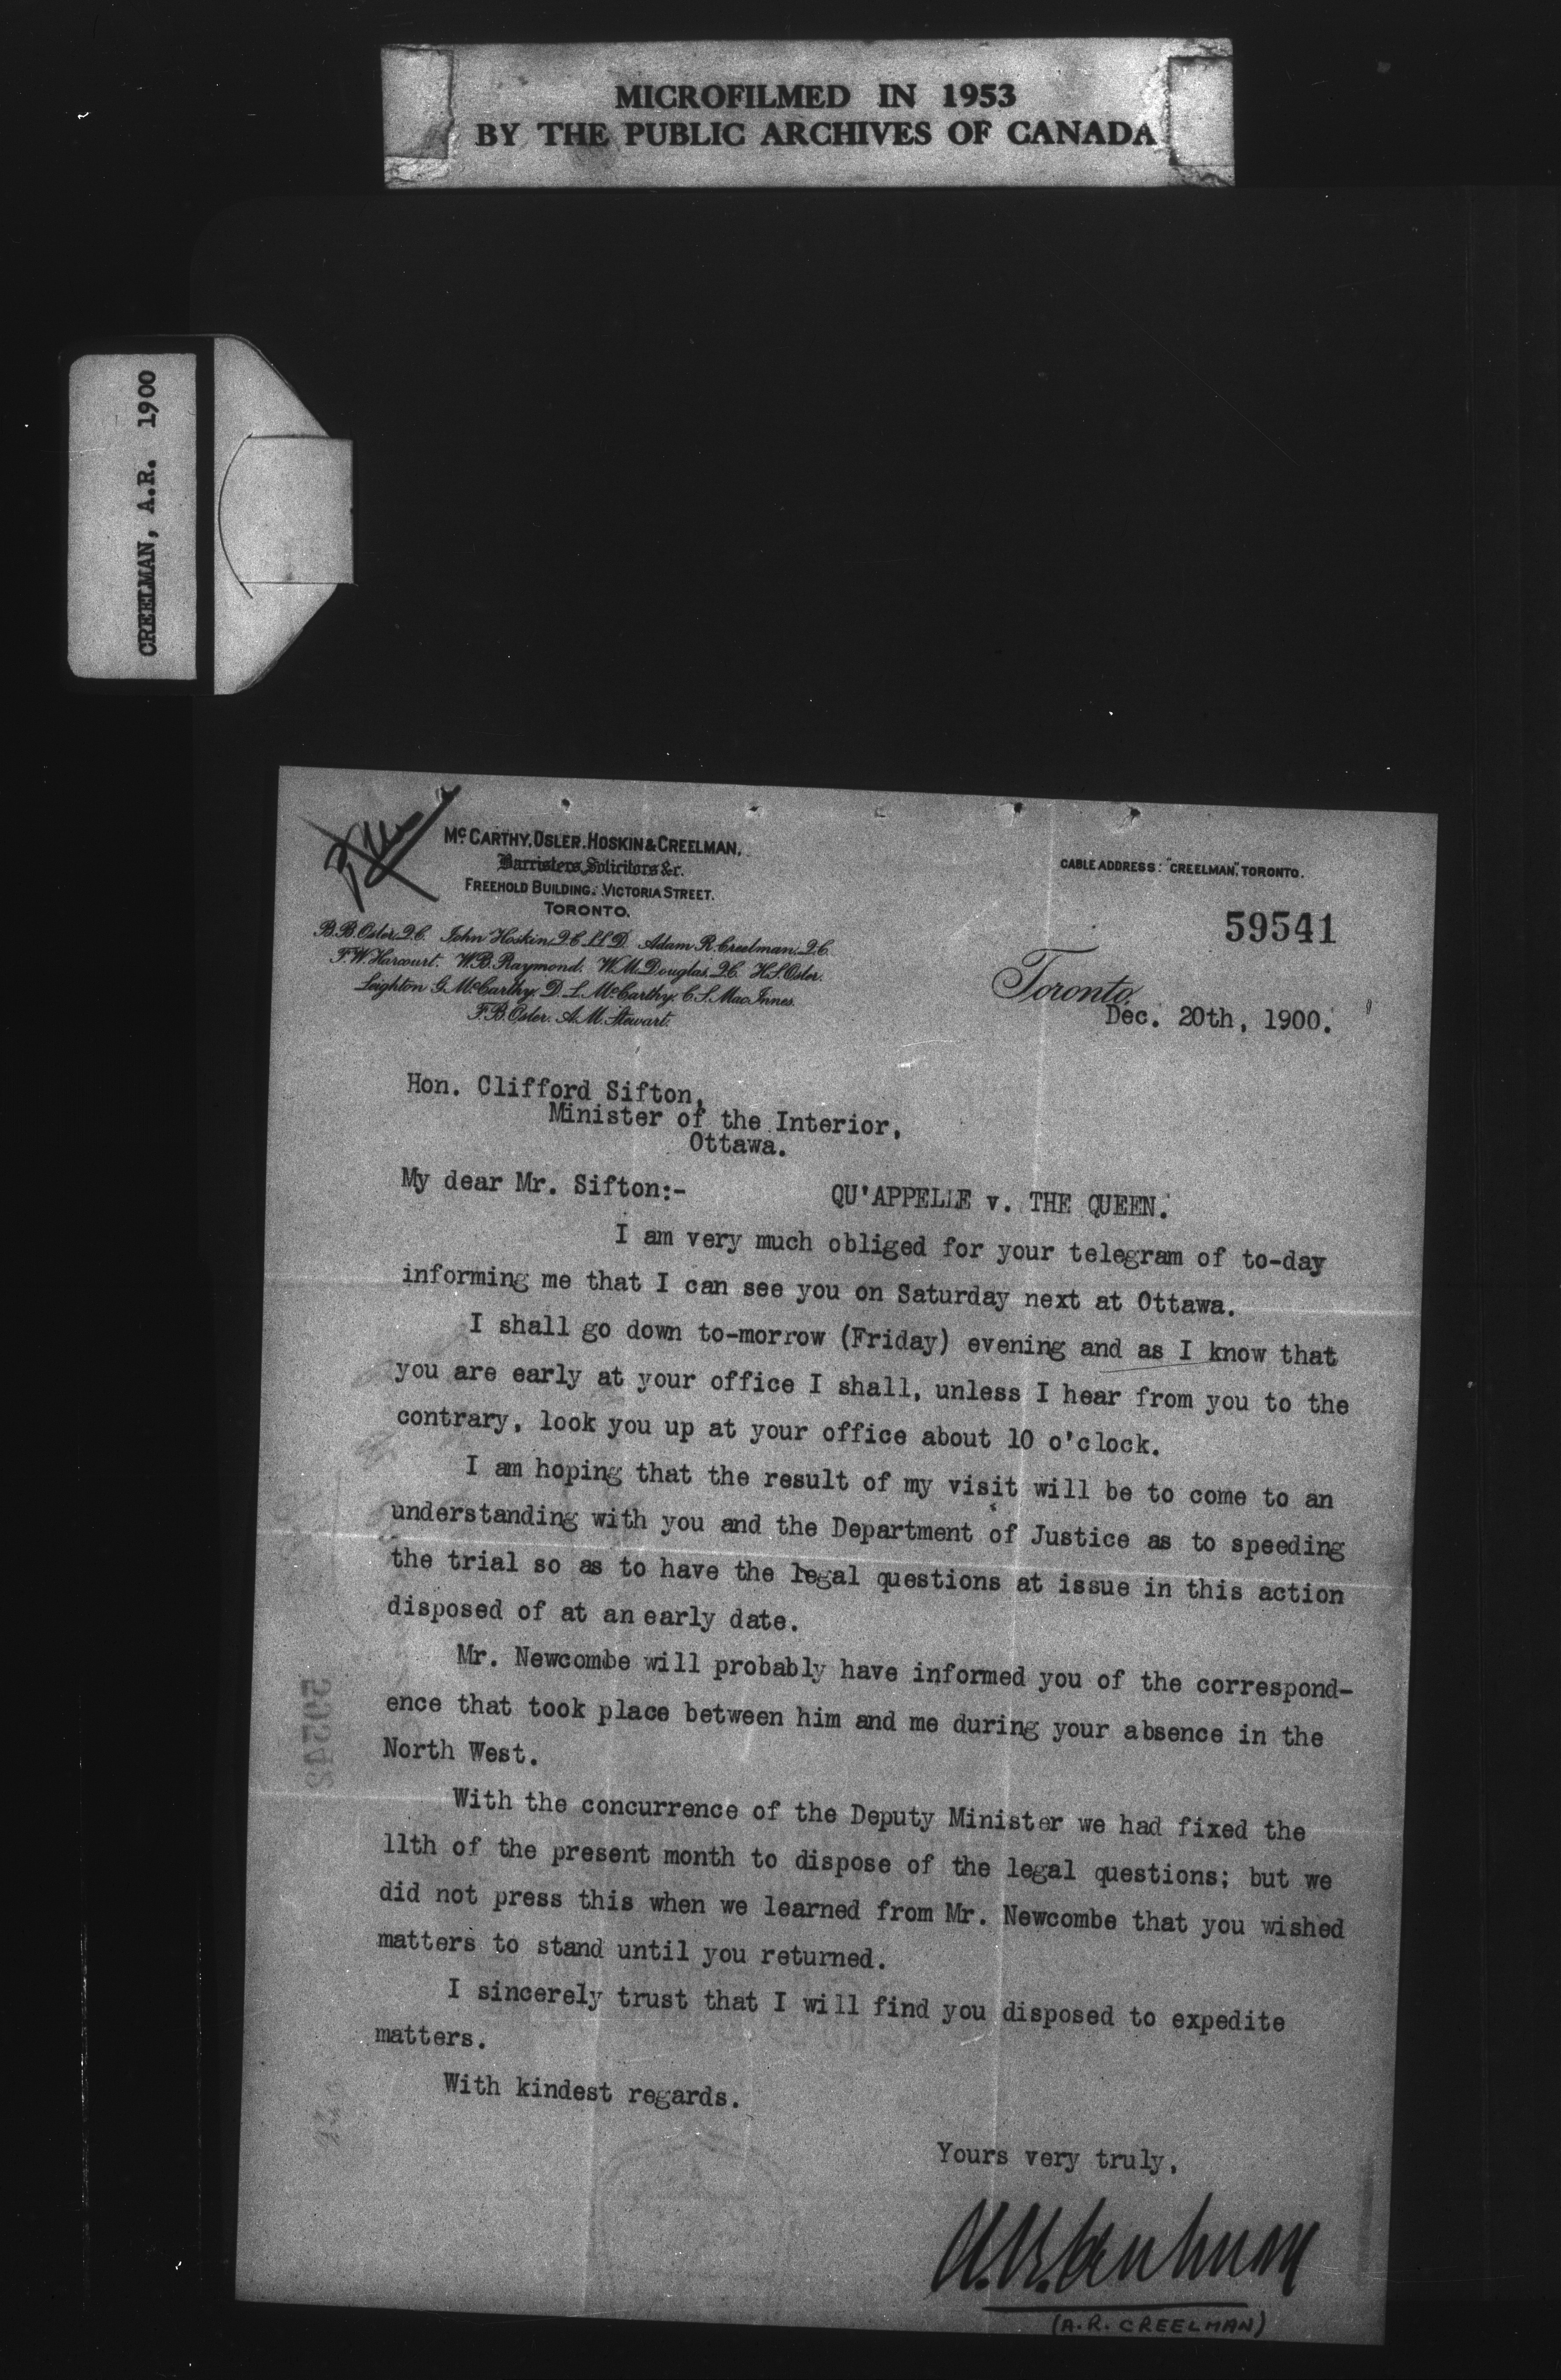 MICROFILMED IN 1953
BY THE PUBLIC ARCHIVES OF CANADA
CREELMAN, A.R. 1900
McCARTHY, OSLER, HOSKIN & CREELMAN,
Barristers, Solicitors &c.
FREEHOLD BUILDING, VICTORIA STREET.
TORONTO.
B.B. Osler, Q.C. John Hoskin, Q.C. LL.D. Adam R. Creelman, Q.C.
F.W. Harcourt. W.B. Raymond. W.M. Douglas, Q.C. H.S. Osler.
Leighton G. McCarthy. D.L. McCarthy. C.S. MacInnes.
F.B. Osler. A.M. Stewart.
CABLE ADDRESS: "CREELMAN", TORONTO.
59541
Toronto,
Dec. 20th, 1900.
Hon. Clifford Sifton,
Minister of the Interior,
Ottawa.
My dear Mr. Sifton:-
QU'APPELLE v. THE QUEEN.
I am very much obliged for your telegram of to-day
informing me that I can see you on Saturday next at Ottawa.
I shall go down to-morrow (Friday) evening and as I know that
you are early at your office I shall, unless I hear from you to the
contrary, look you up at your office about 10 o'clock.
I am hoping that the result of my visit will be to come to an
understanding with you and the Department of Justice as to speeding
the trial so as to have the legal questions at issue in this action
disposed of at an early date.
Mr. Newcombe will probably have informed you of the correspond-
ence that took place between him and me during your absence in the
North West.
With the concurrence of the Deputy Minister we had fixed the
11th of the present month to dispose of the legal questions; but we
did not press this when we learned from Mr. Newcombe that you wished
matters to stand until you returned.
I sincerely trust that I will find you disposed to expedite
matters.
With kindest regards.
Yours very truly,
A.R. Creelman
(A.R. CREELMAN)